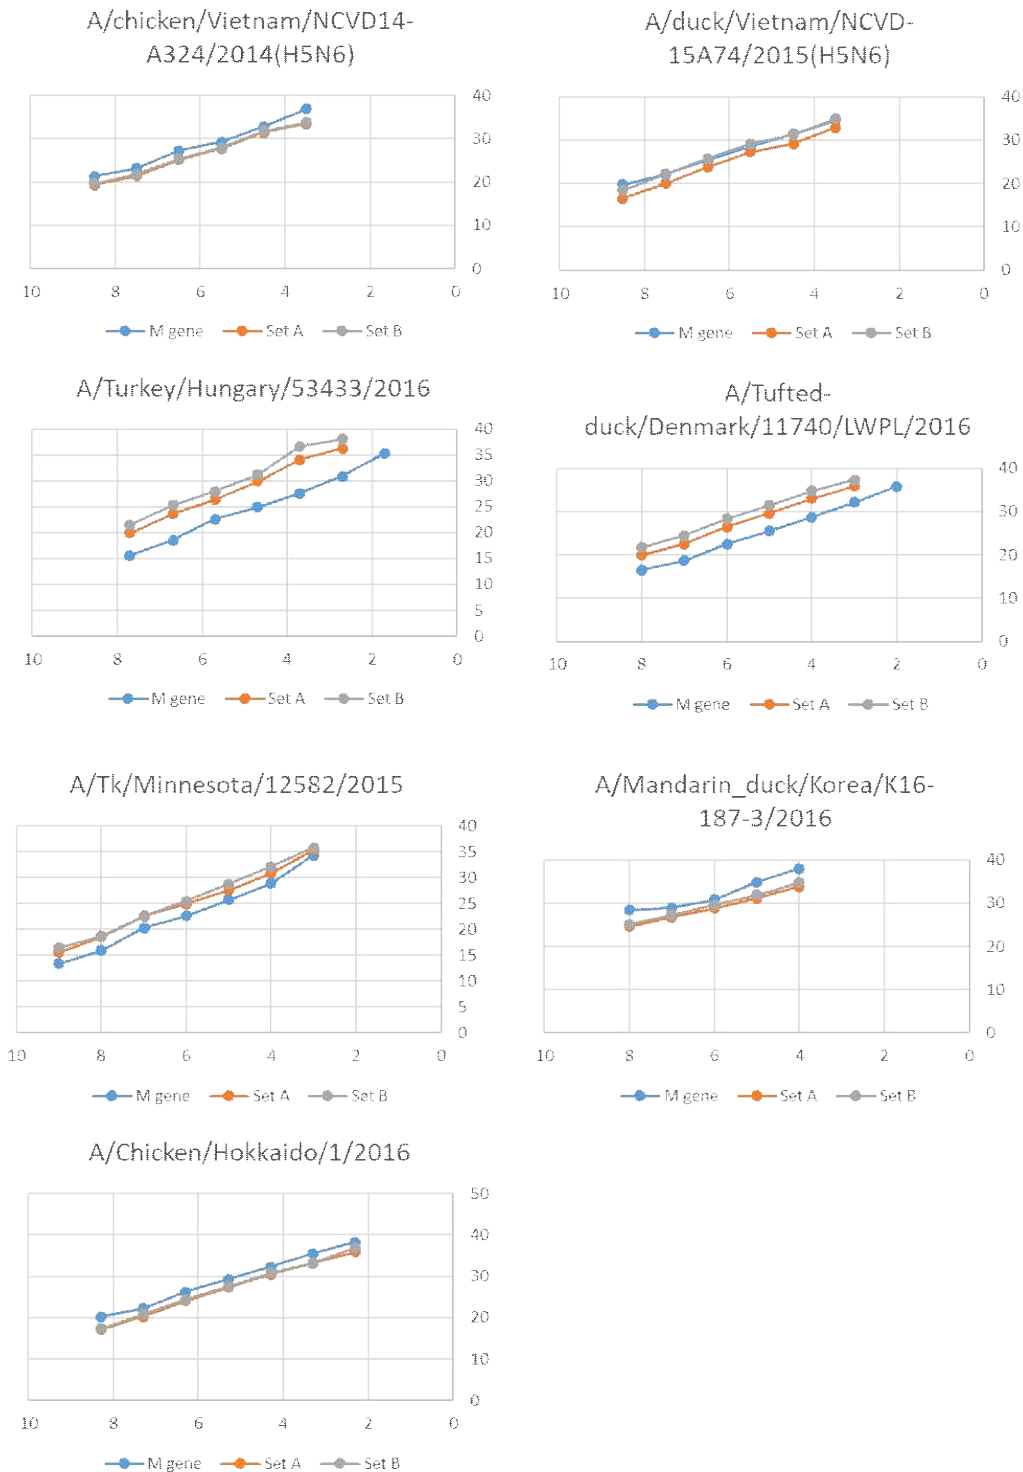 A/chicken/Vietnam/NCVD14-
A324/2014(H5N6)
40
30
20
10
0
10 8 6 4 2 0
M gene Set A Set B
A/duck/Vietnam/NCVD-
15A74/2015(H5N6)
40
30
20
10
0
10 8 6 4 2 0
M gene Set A Set B
A/Turkey/Hungary/53433/2016
40
35
30
25
20
15
10
5
0
10 8 6 4 2 0
M gene Set A Set B
A/Tufted-
duck/Denmark/11740/LWPL/2016
40
30
20
10
0
10 8 6 4 2 0
M gene Set A Set B
A/Tk/Minnesota/12582/2015
40
35
30
25
20
15
10
5
0
10 8 6 4 2 0
M gene Set A Set B
A/Mandarin_duck/Korea/K16-
187-3/2016
40
30
20
10
0
10 8 6 4 2 0
M gene Set A Set B
A/Chicken/Hokkaido/1/2016
50
40
30
20
10
0
10 8 6 4 2 0
M gene Set A Set B